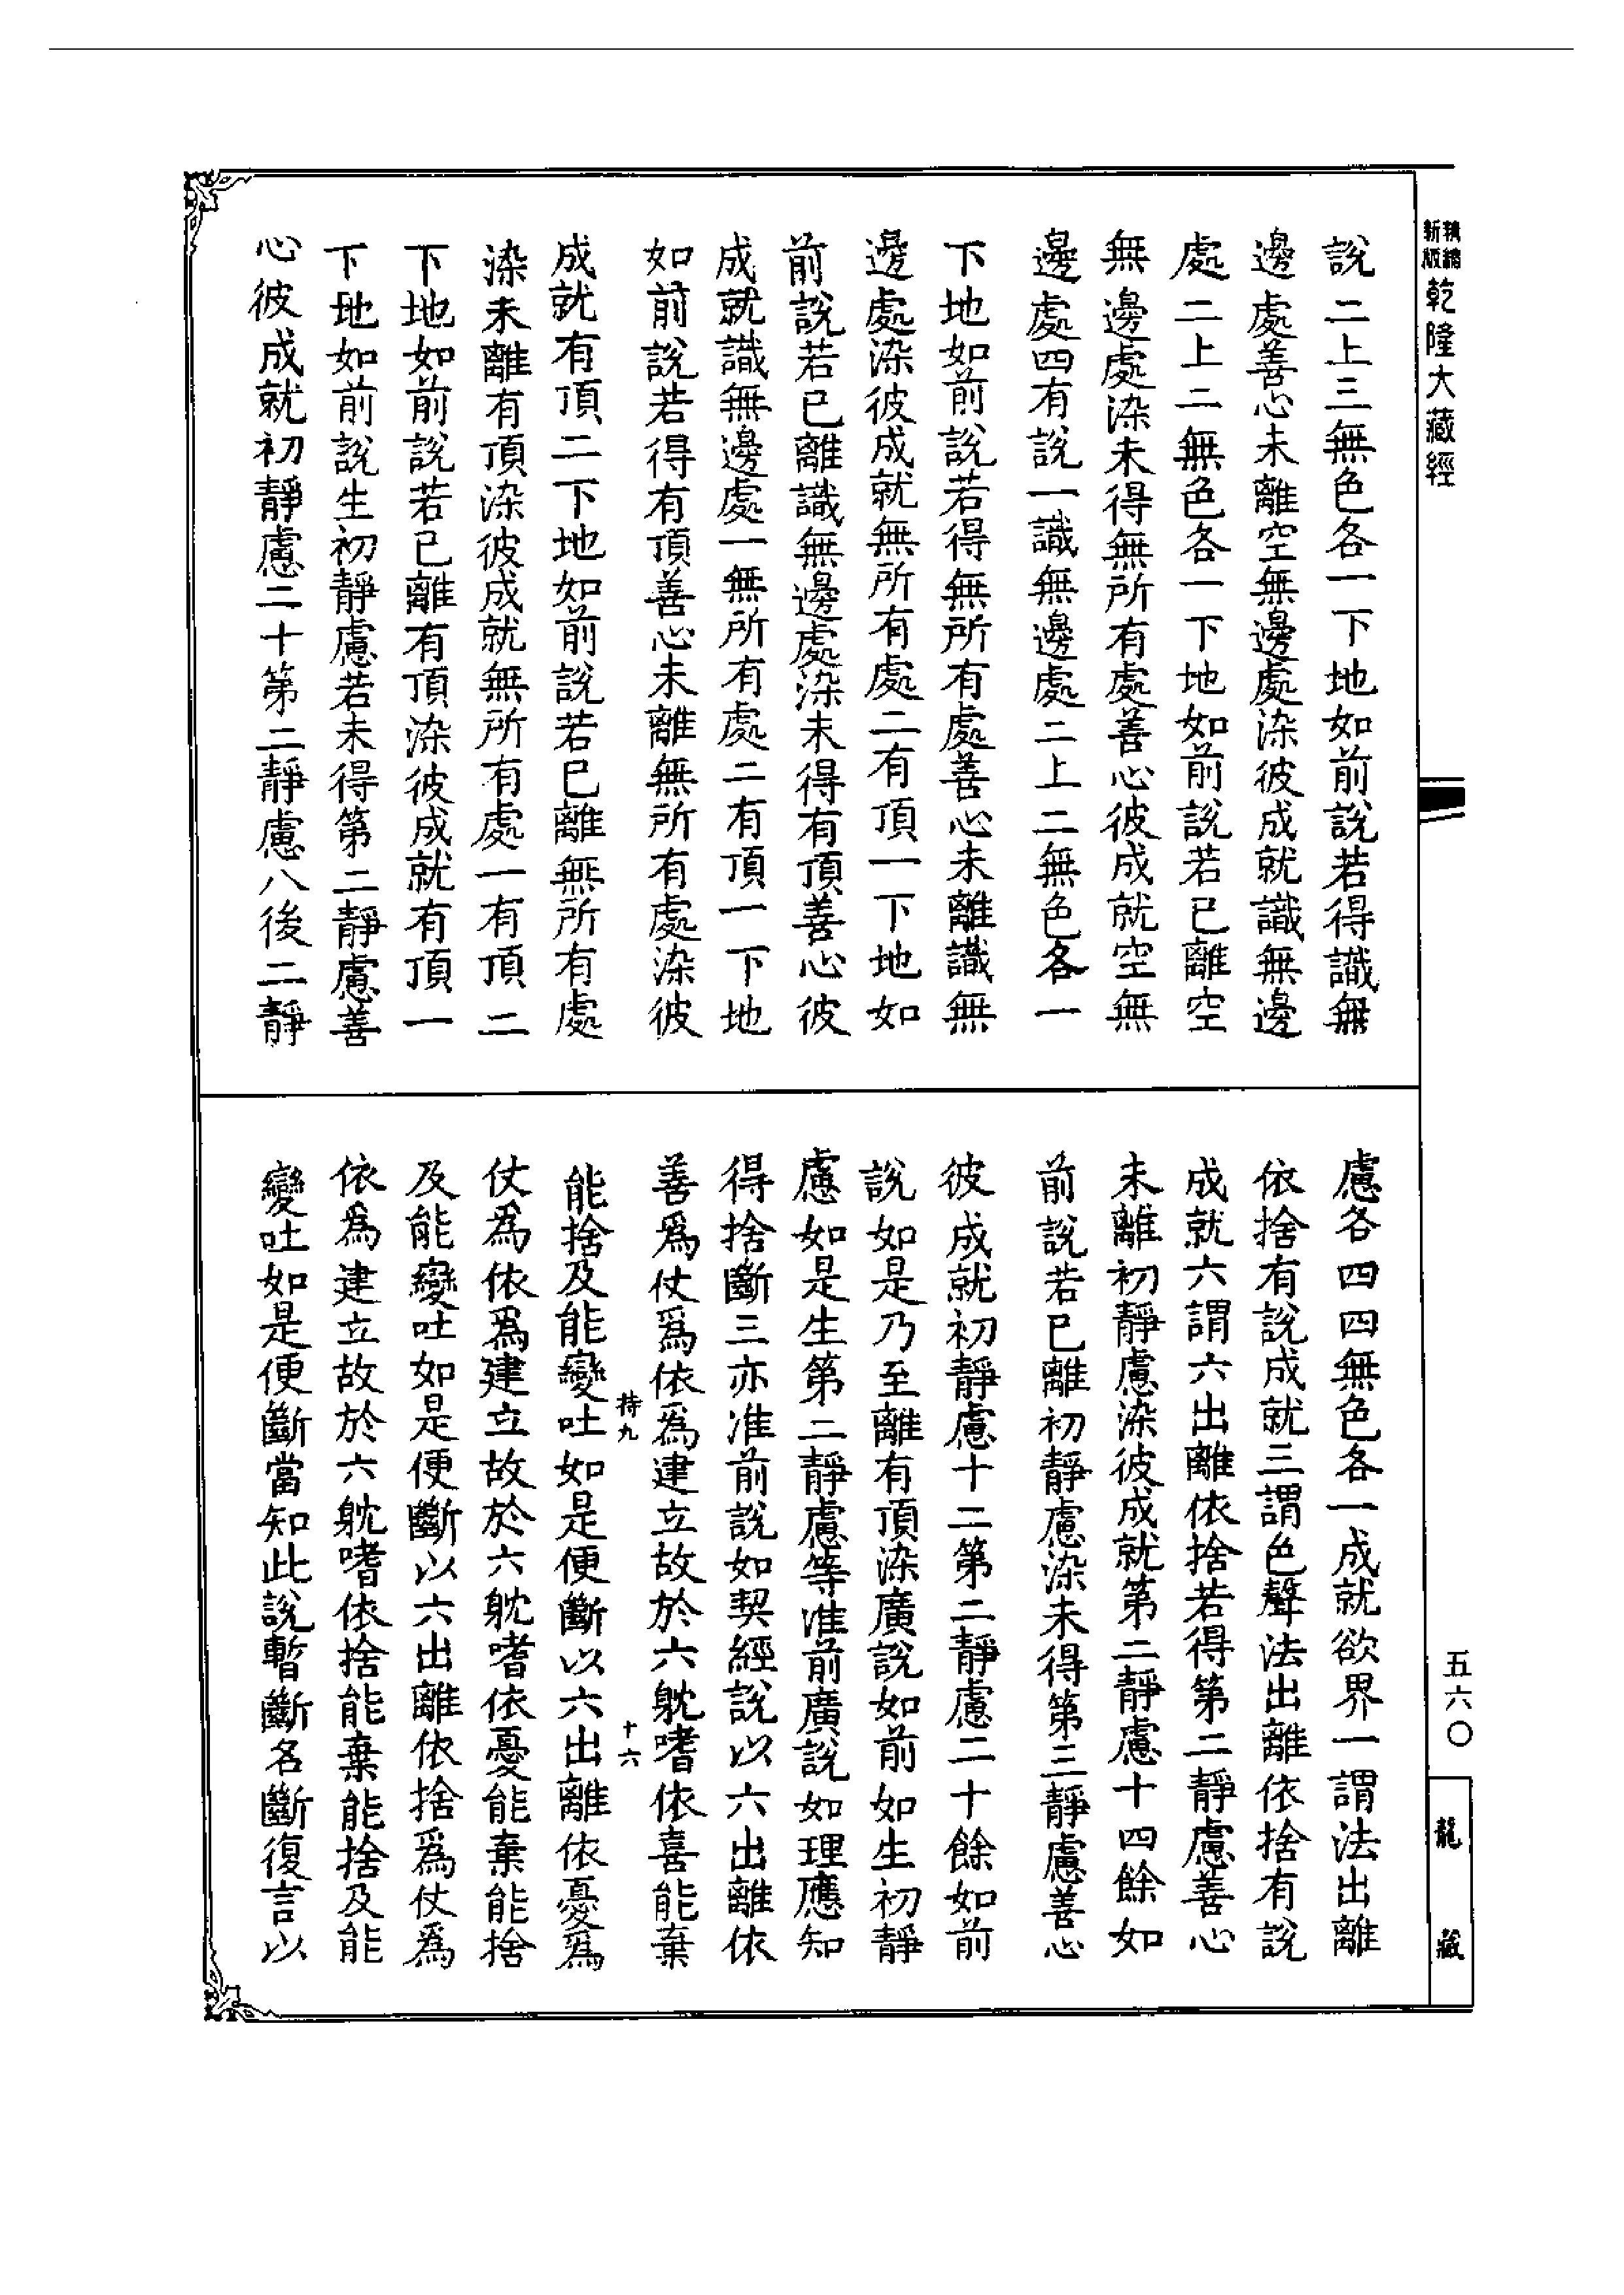 精編新版乾隆大藏經
說二上三無色各一下地如前說若得識無
邊處善心未離空無邊處染彼成就識無邊
處二上二無色各一下地如前說若已離空
無邊處染未得無所有處善心彼成就空無
邊處四有說一識無邊處二上二無色各一
下地如前說若得無所有處善心未離識無
邊處染彼成就無所有處二有頂一下地如
前說若已離識無邊處染未得有頂善心彼
成就識無邊處一無所有處二有頂一下地
如前說若得有頂善心未離無所有處染彼
成就有頂二下地如前說若已離無所有處
染未離有頂染彼成就無所有處一有頂二
下地如前說若已離有頂染彼成就有頂一
下地如前說生初靜慮若未得第二靜慮善
心彼成就初靜慮二十第二靜慮八後二靜
慮各四四無色各一成就欲界一謂法出離
依捨有說成就三謂色聲法出離依捨有說
成就六謂六出離依捨若得第二靜慮善心
未離初靜慮染彼成就第二靜慮十四餘如
前說若已離初靜慮染未得第三靜慮善心
彼成就初靜慮十二第二靜慮二十餘如前
說如是乃至離有頂染廣說如前如生初靜
慮如是生第二靜慮等准前廣說如理應知
得捨斷三亦准前說如契經說以六出離依
善爲仗爲依爲建立故於六躭嗜依喜能棄
持九 十六
能捨及能變吐如是便斷以六出離依憂爲
仗爲依爲建立故於六躭嗜依憂能棄能捨
及能變吐如是便斷以六出離依捨爲仗爲
依爲建立故於六躭嗜依捨能棄能捨及能
變吐如是便斷當知此說暫斷名斷復言以
五六〇
龍藏